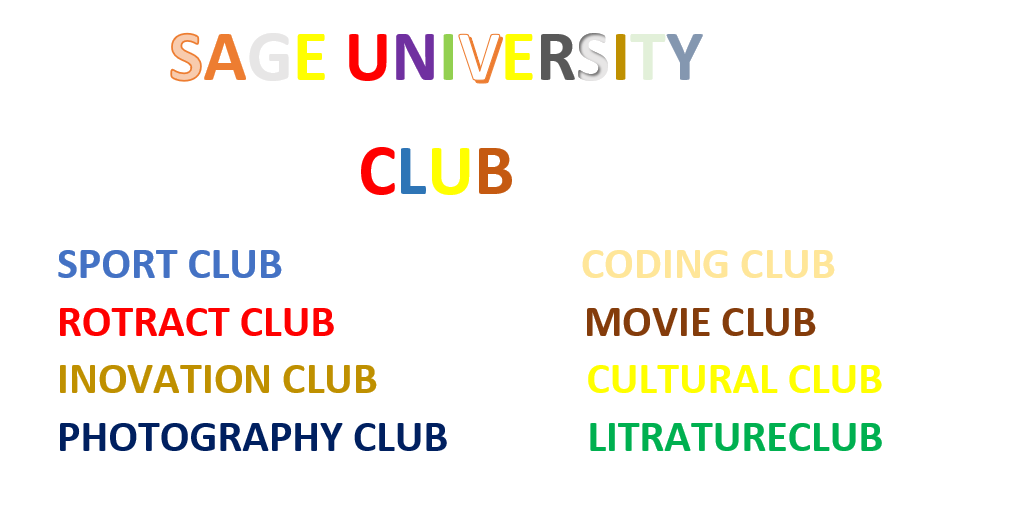 SAGE UNIVERSITY
CLUB
SPORT CLUB
CODING CLUB
ROTRACT CLUB
MOVIE CLUB
INOVATION CLUB
CULTURAL CLUB
PHOTOGRAPHY CLUB
LITRATURECLUB